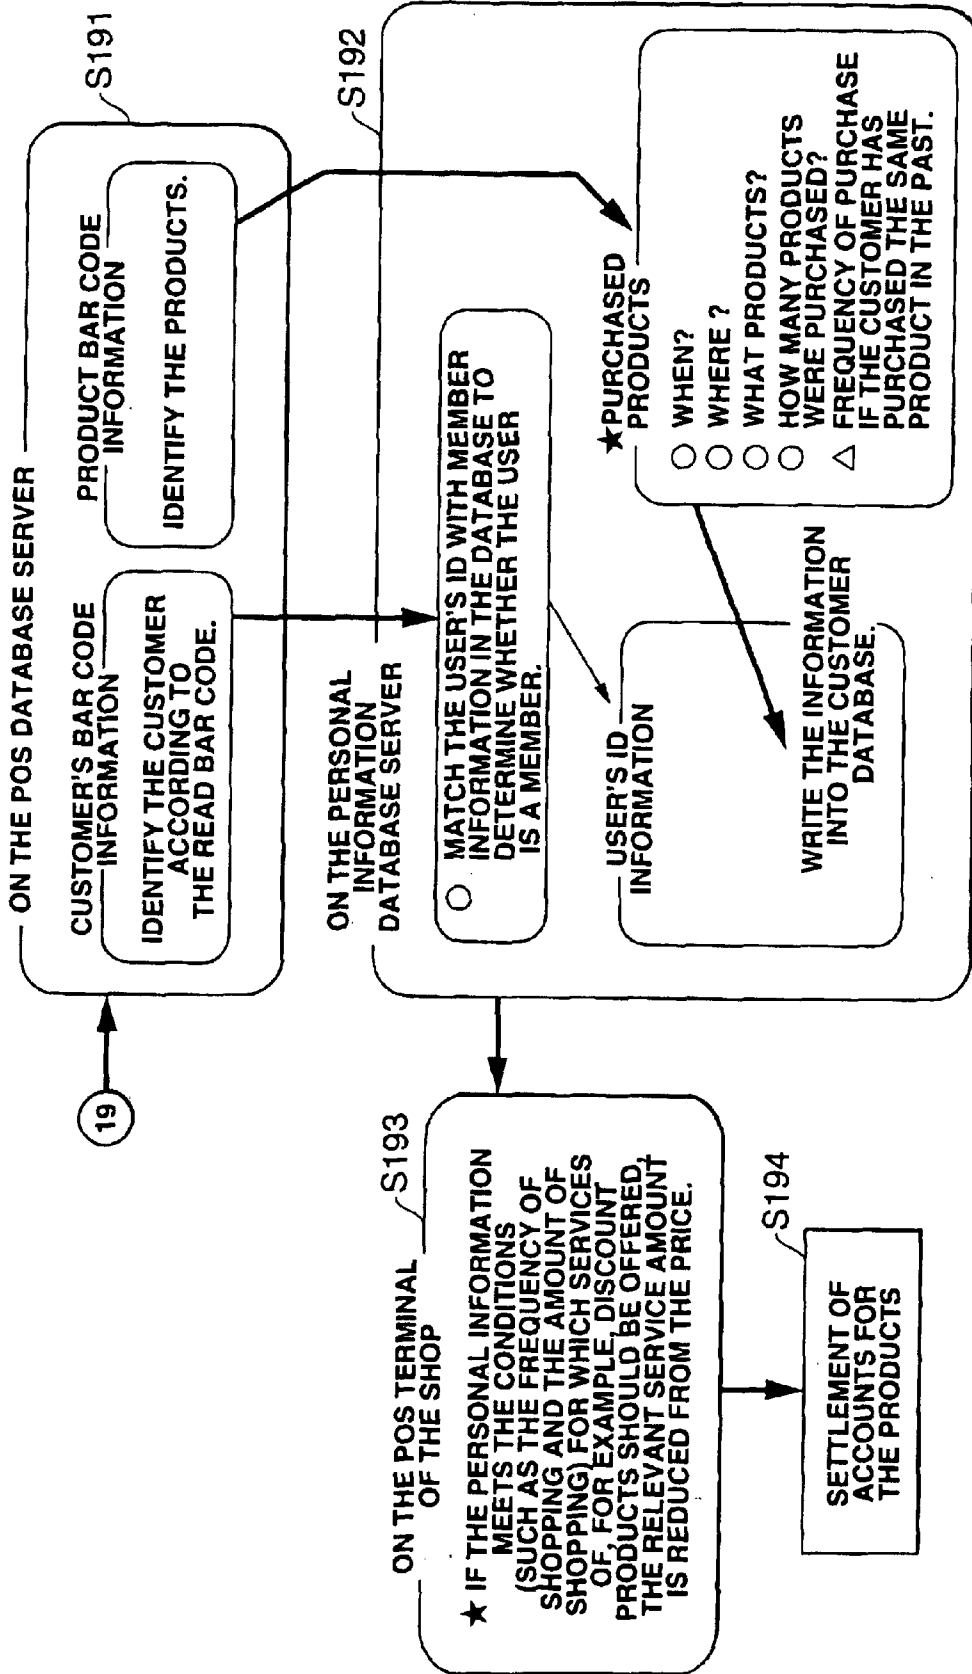 19
ON THE POS DATABASE SERVER
S191
CUSTOMER'S BAR CODE
INFORMATION
IDENTIFY THE CUSTOMER
ACCORDING TO
THE READ BAR CODE.
PRODUCT BAR CODE
INFORMATION
IDENTIFY THE PRODUCTS.
ON THE PERSONAL
INFORMATION
DATABASE SERVER
S192
○ MATCH THE USER'S ID WITH MEMBER
INFORMATION IN THE DATABASE TO
DETERMINE WHETHER THE USER
IS A MEMBER.
USER'S ID
INFORMATION
WRITE THE INFORMATION
INTO THE CUSTOMER
DATABASE.
★PURCHASED
PRODUCTS
○ WHEN?
○ WHERE ?
○ WHAT PRODUCTS?
○ HOW MANY PRODUCTS
WERE PURCHASED?
△ FREQUENCY OF PURCHASE
IF THE CUSTOMER HAS
PURCHASED THE SAME
PRODUCT IN THE PAST.
ON THE POS TERMINAL
OF THE SHOP
S193
★ IF THE PERSONAL INFORMATION
MEETS THE CONDITIONS
(SUCH AS THE FREQUENCY OF
SHOPPING AND THE AMOUNT OF
SHOPPING) FOR WHICH SERVICES
OF, FOR EXAMPLE, DISCOUNT
PRODUCTS SHOULD BE OFFERED,
THE RELEVANT SERVICE AMOUNT
IS REDUCED FROM THE PRICE.
S194
SETTLEMENT OF
ACCOUNTS FOR
THE PRODUCTS